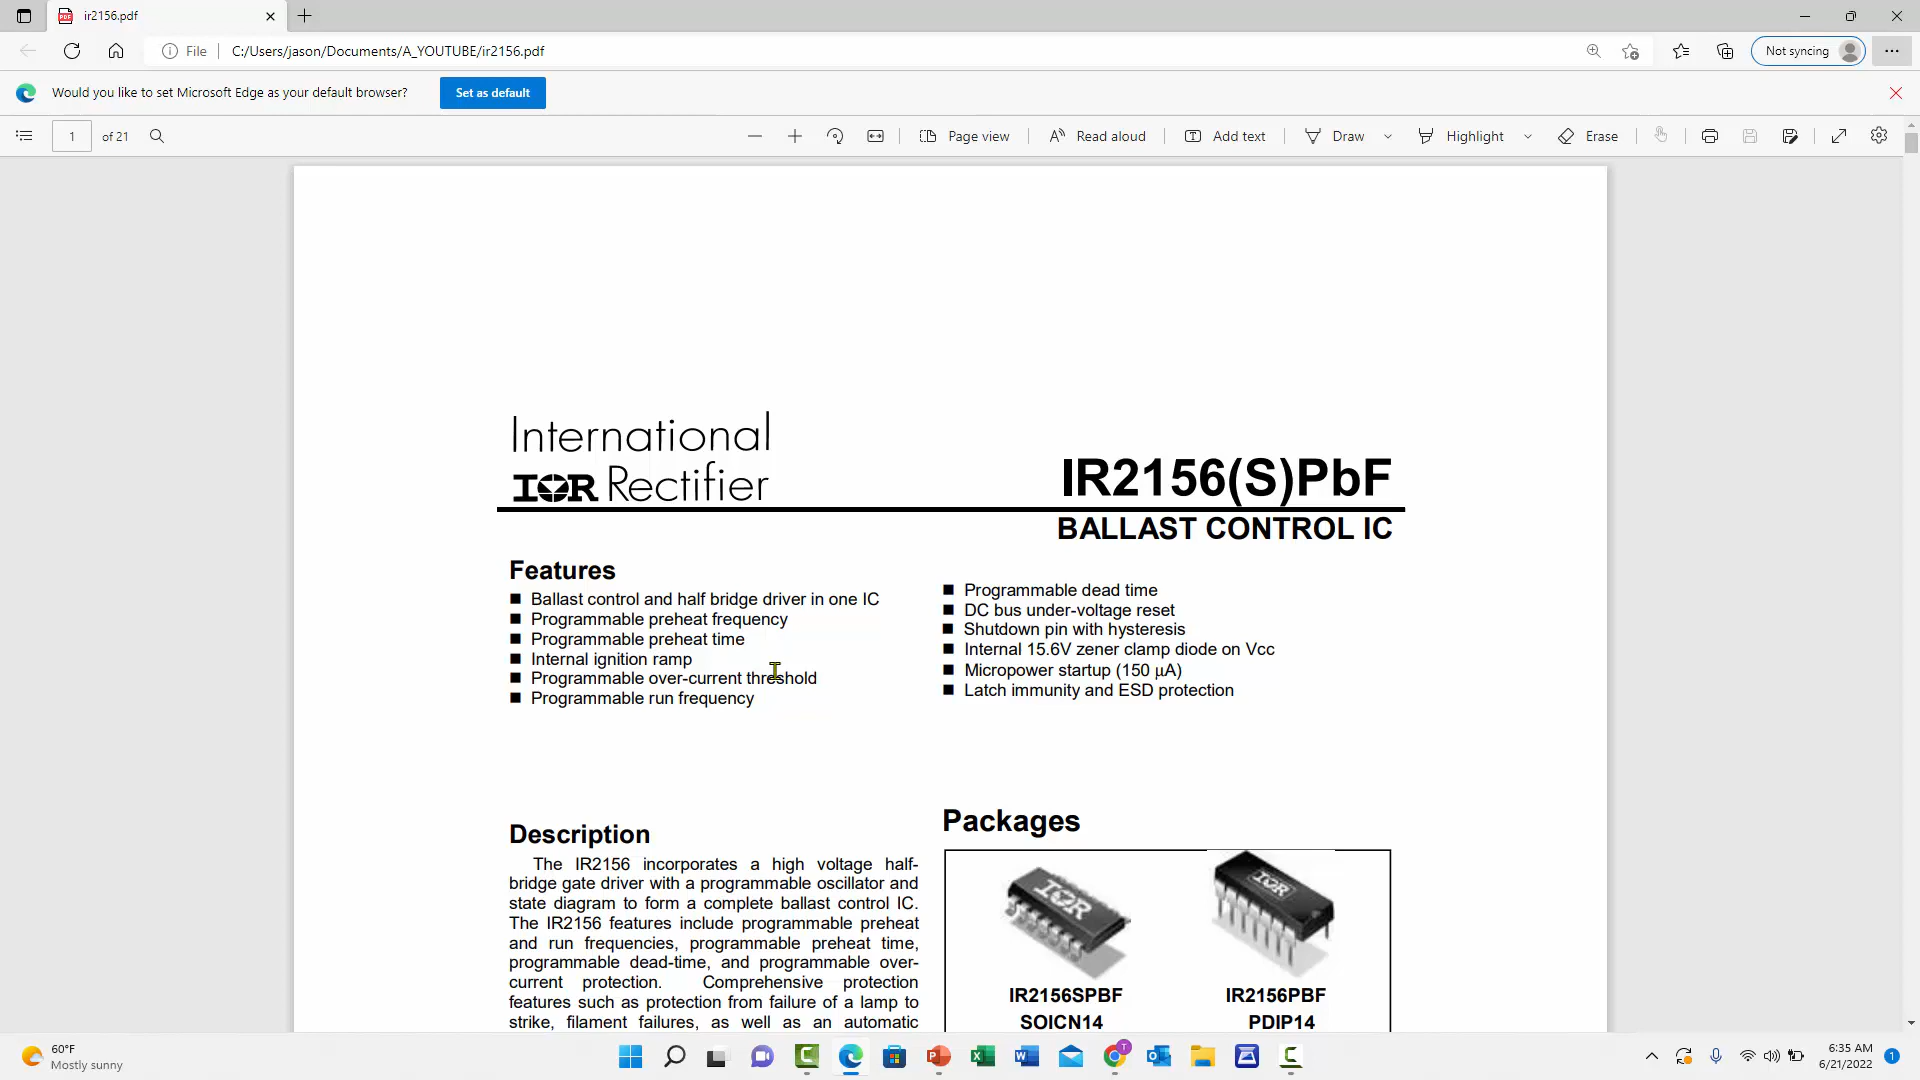 ir2156.pdf
File
C:/Users/jason/Documents/A_YOUTUBE/ir2156.pdf
Not syncing
Would you like to set Microsoft Edge as your default browser?
Set as default
1 of 21
Page view
Read aloud
Add text
Draw
Highlight
Erase
International
IOR Rectifier
IR2156(S)PbF
BALLAST CONTROL IC
Features
■ Ballast control and half bridge driver in one IC
■ Programmable preheat frequency
■ Programmable preheat time
■ Internal ignition ramp
■ Programmable over-current threshold
■ Programmable run frequency
■ Programmable dead time
■ DC bus under-voltage reset
■ Shutdown pin with hysteresis
■ Internal 15.6V zener clamp diode on Vcc
■ Micropower startup (150 μA)
■ Latch immunity and ESD protection
Description
The IR2156 incorporates a high voltage half-
bridge gate driver with a programmable oscillator and
state diagram to form a complete ballast control IC.
The IR2156 features include programmable preheat
and run frequencies, programmable preheat time,
programmable dead-time, and programmable over-
current protection. Comprehensive protection
features such as protection from failure of a lamp to
strike, filament failures, as well as an automatic
Packages
IOR
IOR
IR2156SPBF
SOICN14
IR2156PBF
PDIP14
60°F
Mostly sunny
6:35 AM
6/21/2022
1